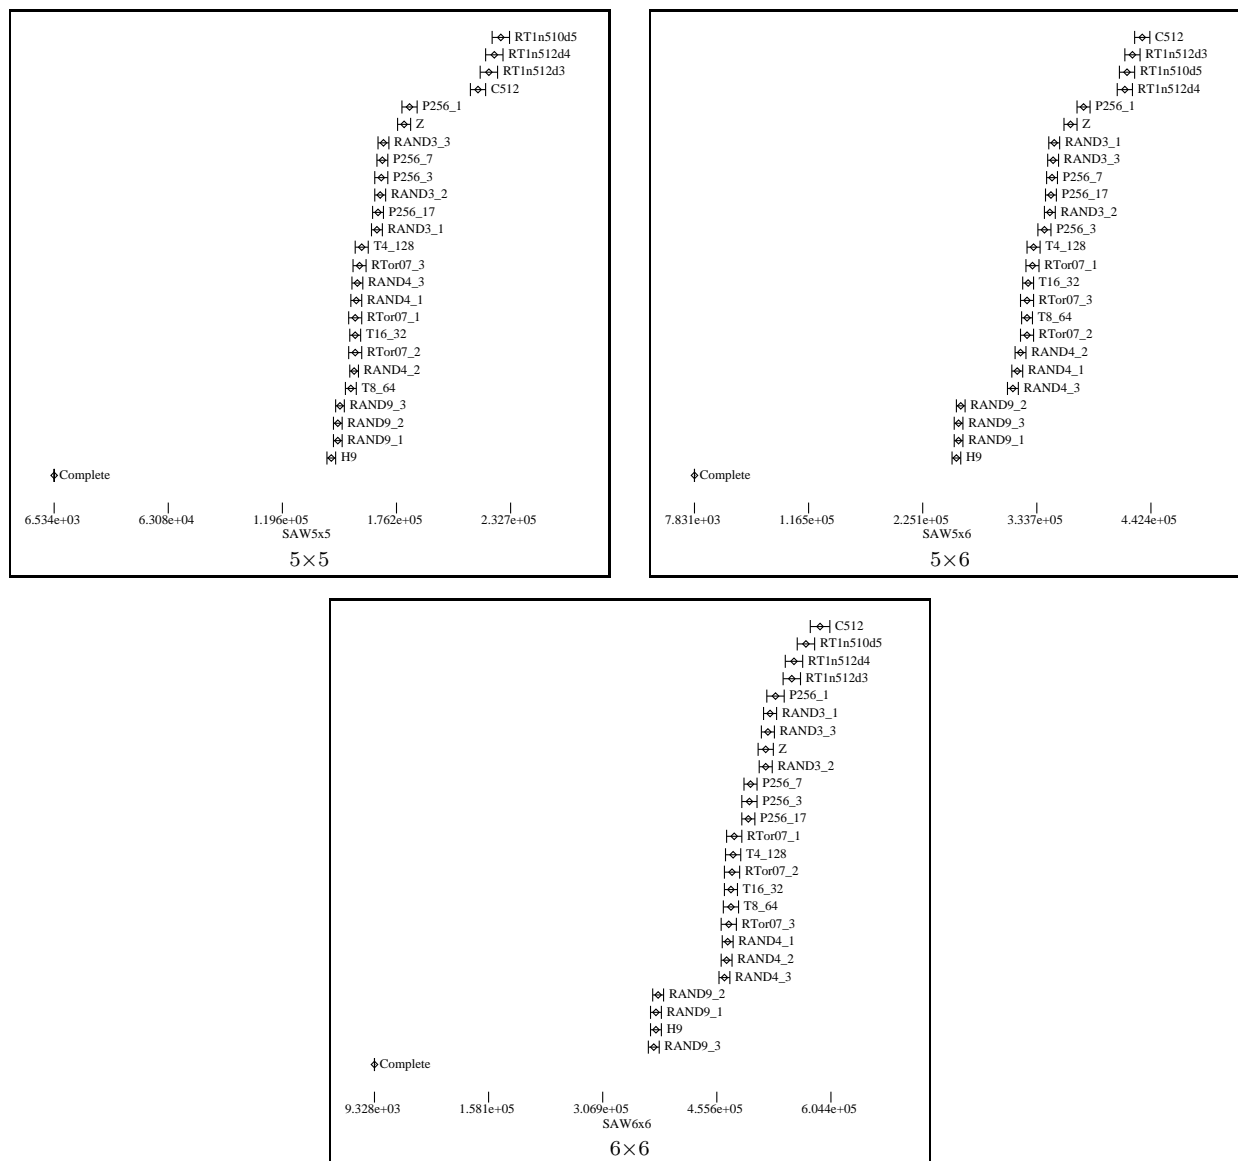 RT1n510d5
RT1n512d4
RT1n512d3
C512
P256_1
Z
RAND3_3
P256_7
P256_3
RAND3_2
P256_17
RAND3_1
T4_128
RTor07_3
RAND4_3
RAND4_1
RTor07_1
T16_32
RTor07_2
RAND4_2
T8_64
RAND9_3
RAND9_2
RAND9_1
H9
Complete
6.534e+03 6.308e+04 1.196e+05 1.762e+05 2.327e+05
SAW5x5
5×5
C512
RT1n512d3
RT1n510d5
RT1n512d4
P256_1
Z
RAND3_1
RAND3_3
P256_7
P256_17
RAND3_2
P256_3
T4_128
RTor07_1
T16_32
RTor07_3
T8_64
RTor07_2
RAND4_2
RAND4_1
RAND4_3
RAND9_2
RAND9_3
RAND9_1
H9
Complete
7.831e+03 1.165e+05 2.251e+05 3.337e+05 4.424e+05
SAW5x6
5×6
C512
RT1n510d5
RT1n512d4
RT1n512d3
P256_1
RAND3_1
RAND3_3
Z
RAND3_2
P256_7
P256_3
P256_17
RTor07_1
T4_128
RTor07_2
T16_32
T8_64
RTor07_3
RAND4_1
RAND4_2
RAND4_3
RAND9_2
RAND9_1
H9
RAND9_3
Complete
9.328e+03 1.581e+05 3.069e+05 4.556e+05 6.044e+05
SAW6x6
6×6